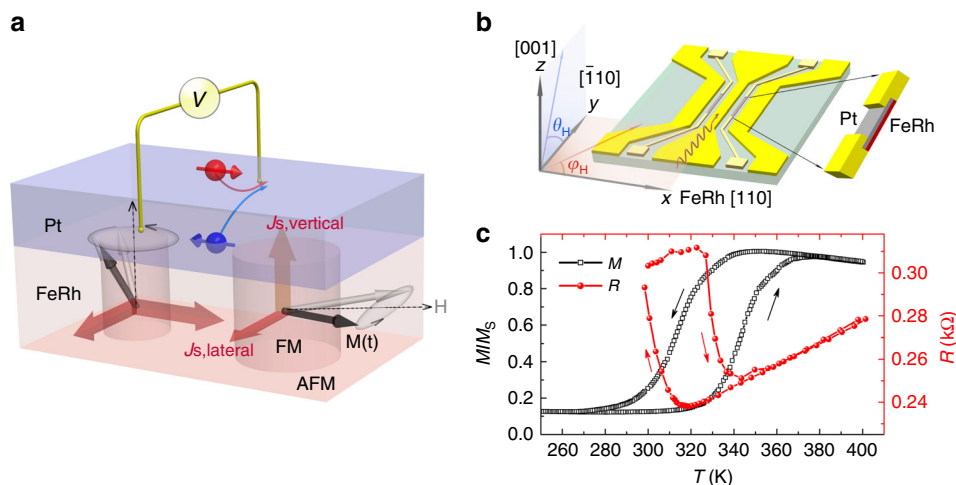 a
V
Pt
FeRh
Js,vertical
Js,lateral
FM
M(t)
H
AFM
b
[001]
z
[1̄10]
y
θH
φH
x FeRh [110]
Pt
FeRh
c
M/MS
1.0
0.8
0.6
0.4
0.2
0.0
M
R
0.30
0.28
0.26
0.24
R (kΩ)
260 280 300 320 340 360 380 400
T (K)